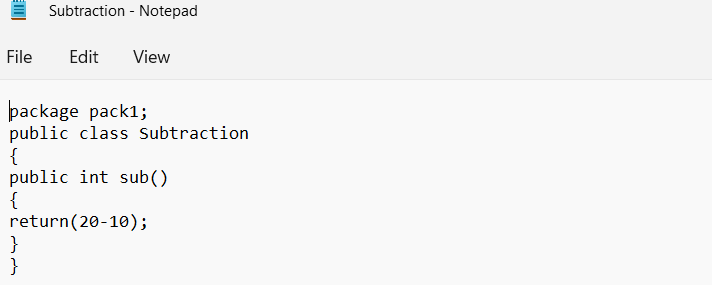 Subtraction - Notepad
File Edit View
package pack1;
public class Subtraction
{
public int sub()
{
return(20-10);
}
}